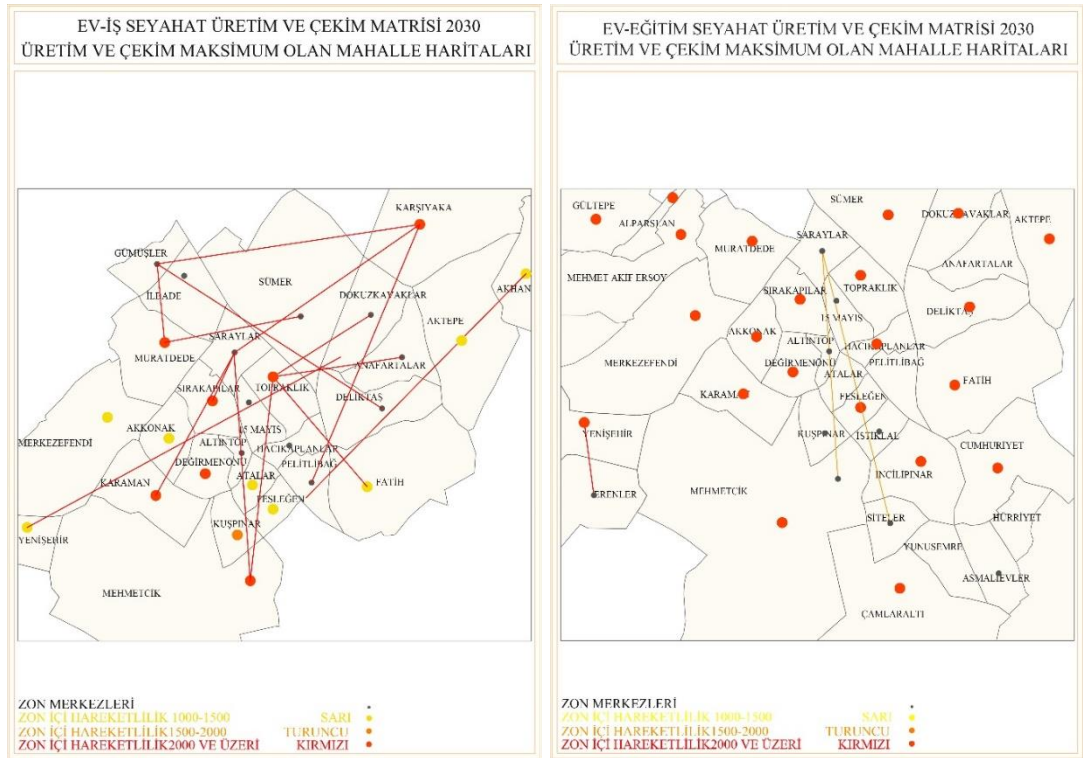 EV-İŞ SEYAHAT ÜRETİM VE ÇEKİM MATRİSİ 2030
ÜRETİM VE ÇEKİM MAKSİMUM OLAN MAHALLE HARİTALARI
KARŞIYAKA
GÜMÜŞLER
İLBADE
SÜMER
DOKUZKAVAKLAR
AKHAN
AKTEPE
SARAYLAR
MURATDEDE
ANAFARTALAR
SIRAKAPILAR
TOPRAKLIK
DELİKTAŞ
15 MAYIS
MERKEZEFENDİ
AKKONAK
ALTINTOP
HACIKAPLANLAR
DEĞİRMENÖNÜ
PELİTLİBAĞ
KARAMAN
ATALAR
FATİH
FESLEĞEN
KUŞPINAR
YENİŞEHİR
MEHMETCİK
ZON MERKEZLERİ
ZON İÇİ HAREKETLİLİK 1000-1500 SARI
ZON İÇİ HAREKETLİLİK1500-2000 TURUNCU
ZON İÇİ HAREKETLİLİK2000 VE ÜZERİ KIRMIZI
EV-EĞİTİM SEYAHAT ÜRETİM VE ÇEKİM MATRİSİ 2030
ÜRETİM VE ÇEKİM MAKSİMUM OLAN MAHALLE HARİTALARI
SÜMER
GÜLTEPE
DOKUZKAVAKLAR
ALPARSLAN
AKTEPE
SARAYLAR
MURATDEDE
ANAFARTALAR
MEHMET AKİF ERSOY
TOPRAKLIK
SIRAKAPILAR
DELİKTAŞ
15 MAYIS
AKKONAK
ALTINTOP
HACIKAPLANLAR
MERKEZEFENDİ
DEĞİRMENÖNÜ
PELİTLİBAĞ
ATALAR
FATİH
KARAMAN
FESLEĞEN
YENİŞEHİR
KUŞPINAR
İSTİKLAL
CUMHURİYET
İNCİLİPINAR
ERENLER
MEHMETCİK
SİTELER
HÜRRİYET
YUNUSEMRE
ASMALIEVLER
ÇAMLARALTI
ZON MERKEZLERİ
ZON İÇİ HAREKETLİLİK 1000-1500 SARI
ZON İÇİ HAREKETLİLİK1500-2000 TURUNCU
ZON İÇİ HAREKETLİLİK2000 VE ÜZERİ KIRMIZI